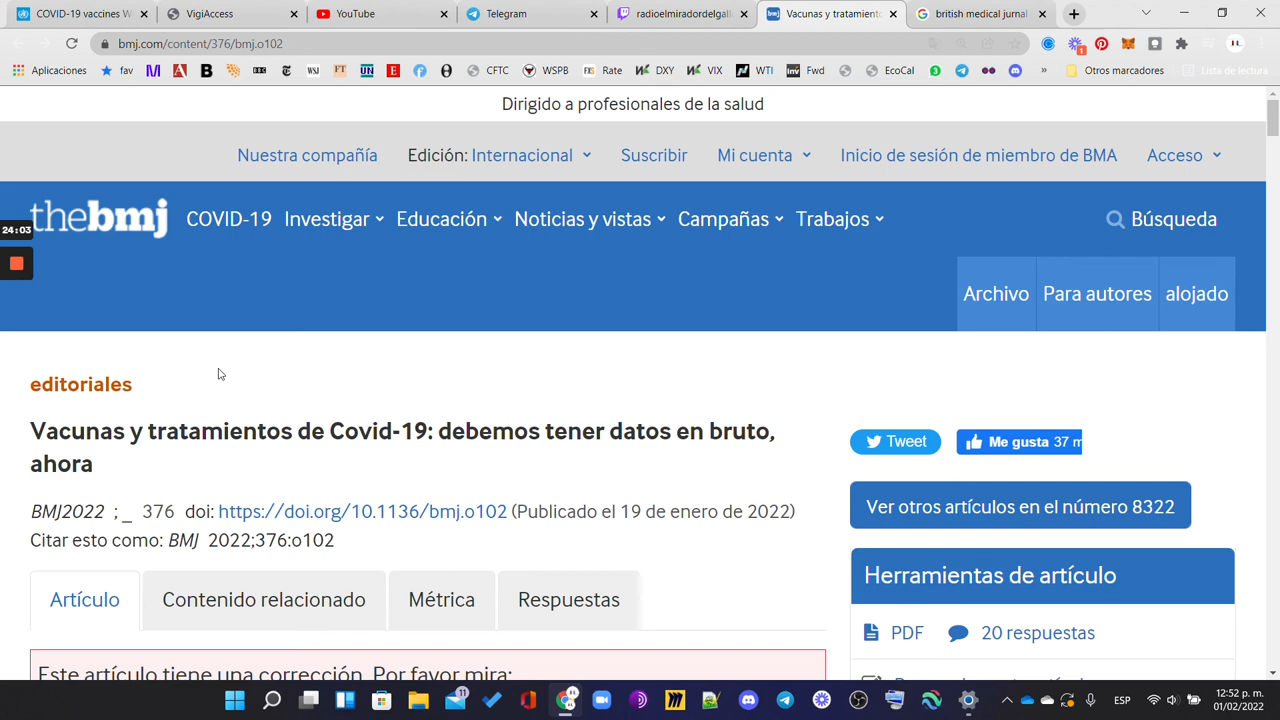 COVID-19 vaccines W
VigiAccess
YouTube
Telegram
radioelmiradordelgall
Vacunas y tratamiento
british medical jurnal
bmj.com/content/376/bmj.o102
Aplicaciones fav CFTC WSPB Rate DXY VIX WTI Fwd EcoCal » Otros marcadores Lista de lectura
Dirigido a profesionales de la salud
Nuestra compañía Edición: Internacional Suscribir Mi cuenta Inicio de sesión de miembro de BMA Acceso
thebmj COVID-19 Investigar Educación Noticias y vistas Campañas Trabajos Búsqueda
24:03
Archivo Para autores alojado
editoriales
Vacunas y tratamientos de Covid-19: debemos tener datos en bruto,
ahora
Tweet Me gusta 37 m
BMJ2022 ; _ 376 doi: https://doi.org/10.1136/bmj.o102 (Publicado el 19 de enero de 2022)
Citar esto como: BMJ 2022;376:o102
Ver otros artículos en el número 8322
Herramientas de artículo
Artículo Contenido relacionado Métrica Respuestas
PDF 20 respuestas
Este artículo tiene una corrección. Por favor mira:
11
ESP
12:52 p. m.
01/02/2022